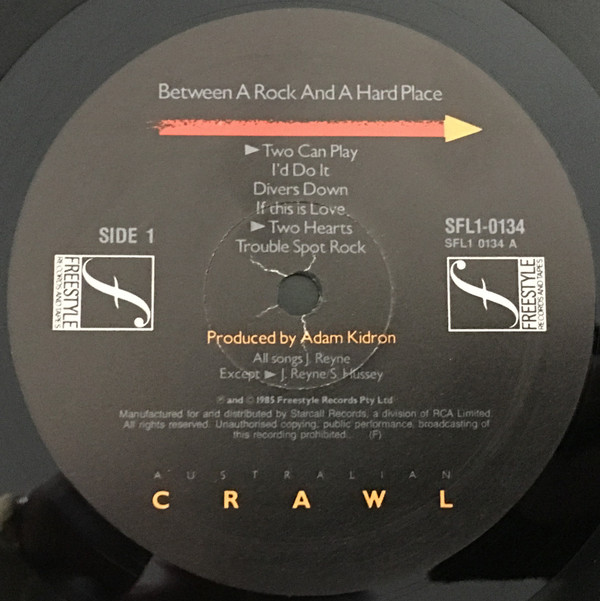 Between A Rock And A Hard Place
► Two Can Play
I'd Do It
Divers Down
If this is Love
► Two Hearts
Trouble Spot Rock
SIDE 1
SFL1-0134
SFL1 0134 A
FREESTYLE
RECORDS AND TAPES
FREESTYLE
RECORDS AND TAPES
Produced by Adam Kidron
All songs J. Reyne
Except ► J. Reyne/S. Hussey
℗ and © 1985 Freestyle Records Pty Ltd
Manufactured for and distributed by Starcall Records, a division of RCA Limited.
All rights reserved. Unauthorised copying, public performance, broadcasting of
this recording prohibited. (F)
AUSTRALIAN
CRAWL